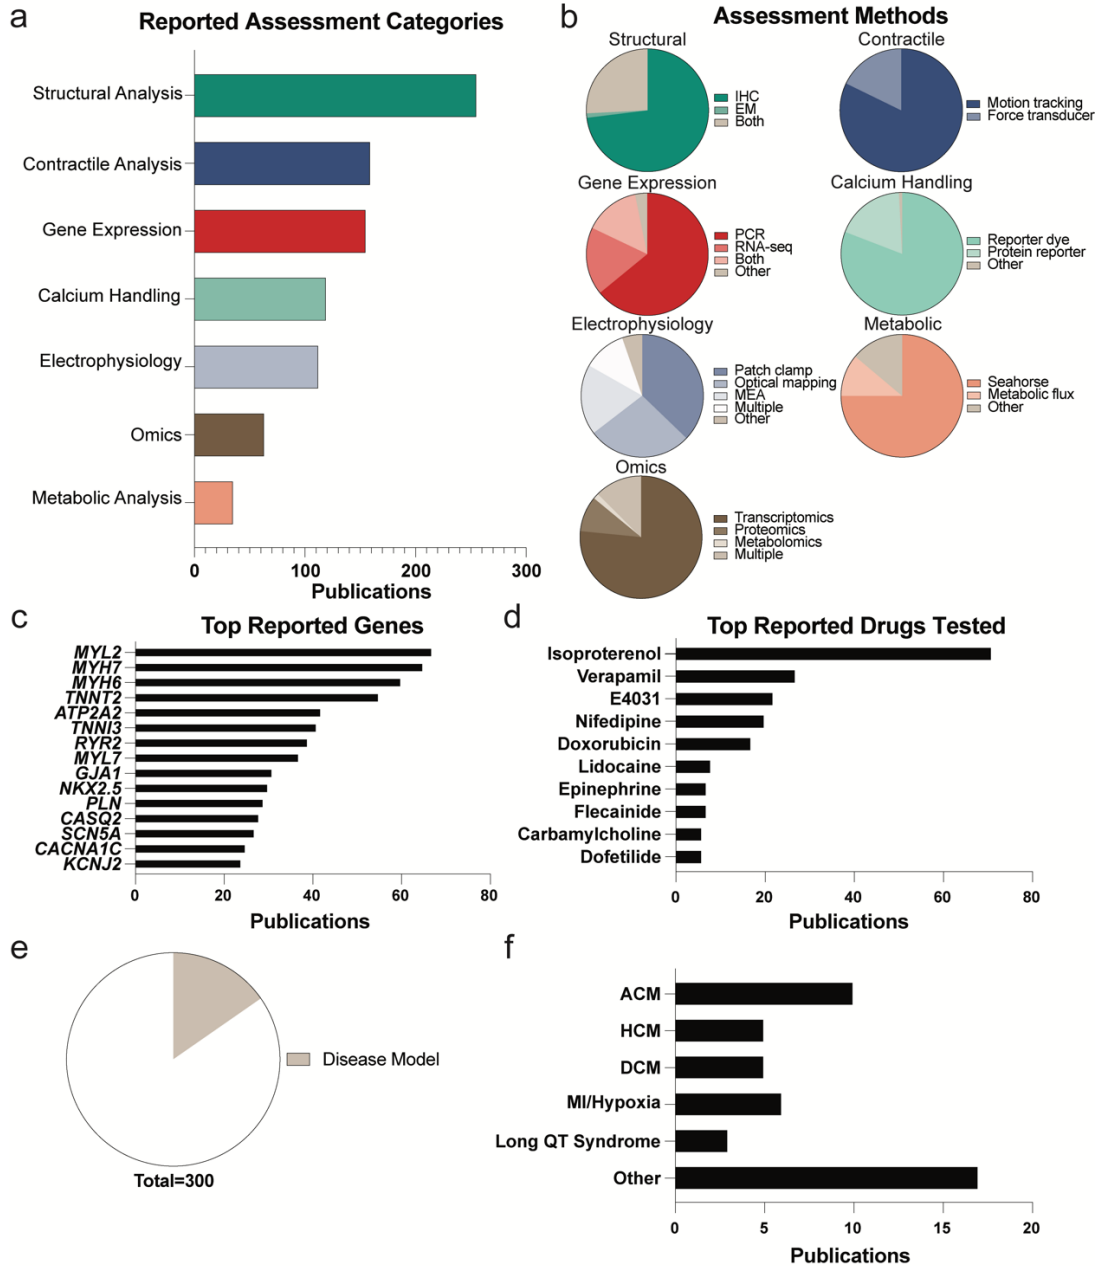 a
Reported Assessment Categories
Structural Analysis
Contractile Analysis
Gene Expression
Calcium Handling
Electrophysiology
Omics
Metabolic Analysis
0 100 200 300
Publications
b
Assessment Methods
Structural
IHC
EM
Both
Contractile
Motion tracking
Force transducer
Gene Expression
PCR
RNA-seq
Both
Other
Calcium Handling
Reporter dye
Protein reporter
Other
Electrophysiology
Patch clamp
Optical mapping
MEA
Multiple
Other
Metabolic
Seahorse
Metabolic flux
Other
Omics
Transcriptomics
Proteomics
Metabolomics
Multiple
c
Top Reported Genes
MYL2
MYH7
MYH6
TNNT2
ATP2A2
TNNI3
RYR2
MYL7
GJA1
NKX2.5
PLN
CASQ2
SCN5A
CACNA1C
KCNJ2
0 20 40 60 80
Publications
d
Top Reported Drugs Tested
Isoproterenol
Verapamil
E4031
Nifedipine
Doxorubicin
Lidocaine
Epinephrine
Flecainide
Carbamylcholine
Dofetilide
0 20 40 60 80
Publications
e
Disease Model
Total=300
f
ACM
HCM
DCM
MI/Hypoxia
Long QT Syndrome
Other
0 5 10 15 20
Publications